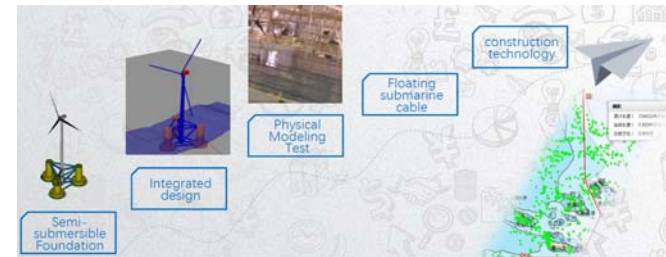 Semi-
submersible
Foundation
Integrated
design
Physical
Modeling
Test
Floating
submarine
cable
construction
technology